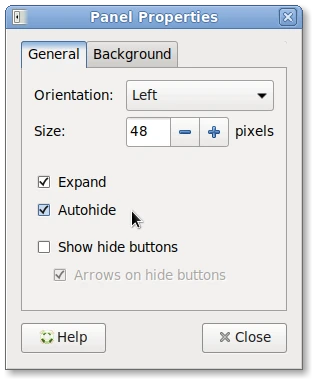 Panel Properties
General Background
Orientation: Left
Size: 48 pixels
Expand
Autohide
Show hide buttons
Arrows on hide buttons
Help Close